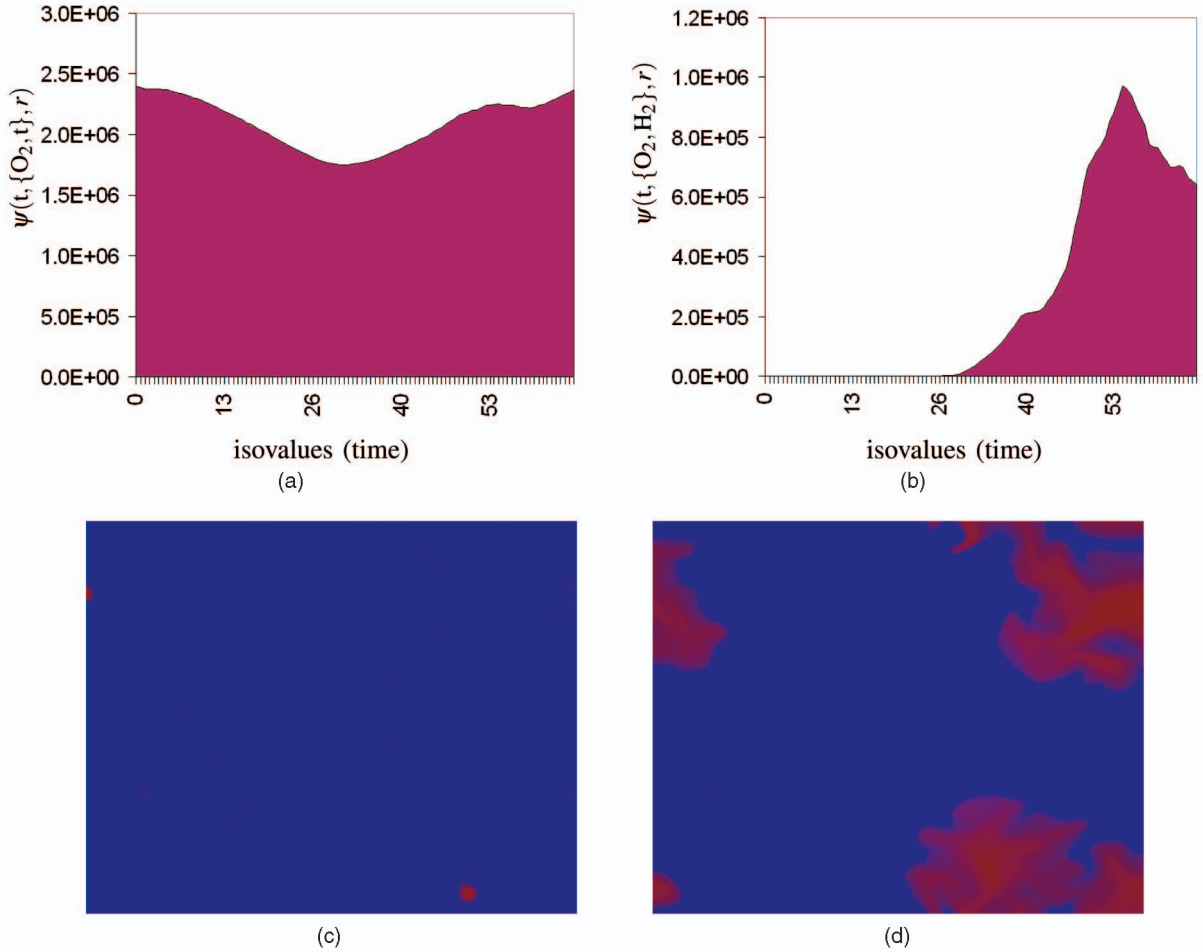 3.0E+06
2.5E+06
2.0E+06
1.5E+06
1.0E+06
5.0E+05
0.0E+00
ψ(t,{O₂,t},r)
0 13 26 40 53
isovalues (time)
(a)
1.2E+06
1.0E+06
8.0E+05
6.0E+05
4.0E+05
2.0E+05
0.0E+00
ψ(t,{O₂,H₂},r)
0 13 26 40 53
isovalues (time)
(b)
(c)
(d)